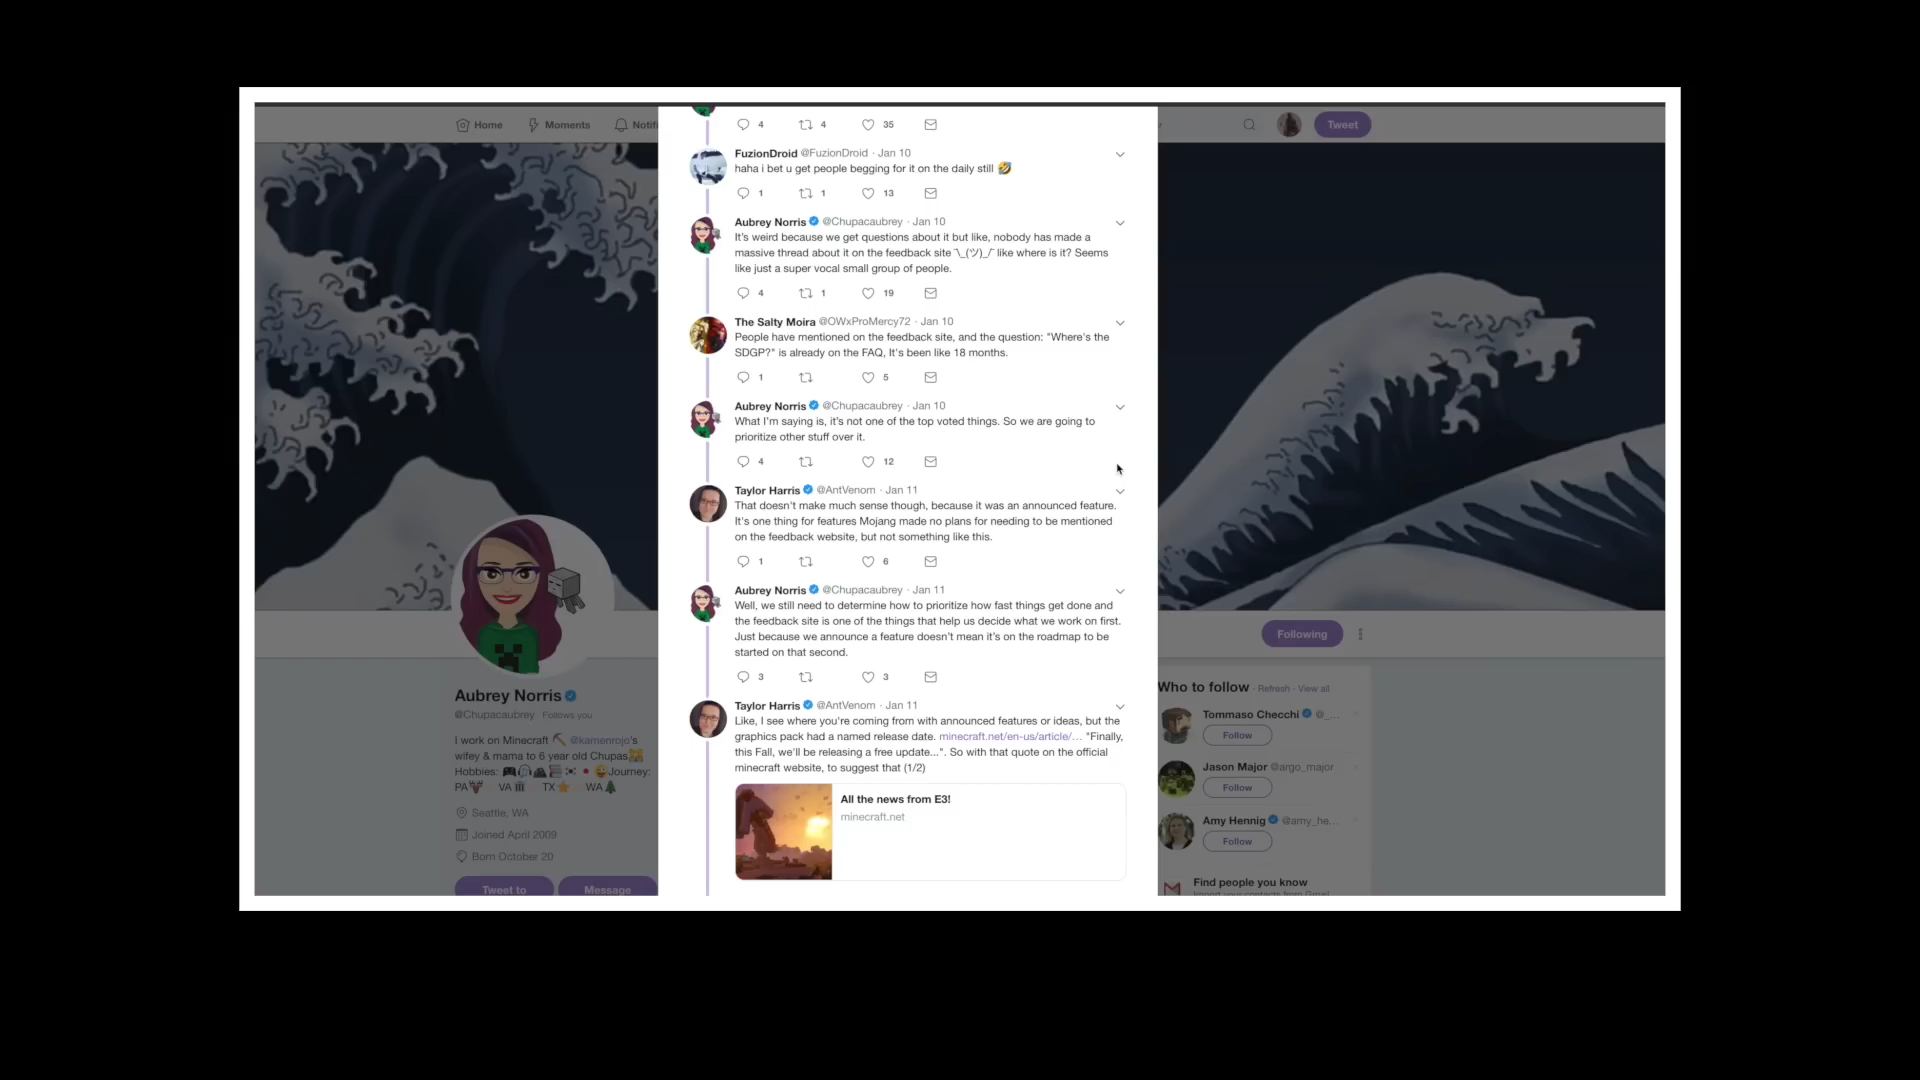 Home
Moments
Notifi
Tweet
4 4 35
FuzionDroid @FuzionDroid · Jan 10
haha i bet u get people begging for it on the daily still 🤣
1 1 13
Aubrey Norris @Chupacaubrey · Jan 10
It's weird because we get questions about it but like, nobody has made a
massive thread about it on the feedback site ¯\_(ツ)_/¯ like where is it? Seems
like just a super vocal small group of people.
4 1 19
The Salty Moira @OWxProMercy72 · Jan 10
People have mentioned on the feedback site, and the question: "Where's the
SDGP?" is already on the FAQ, It's been like 18 months.
1 5
Aubrey Norris @Chupacaubrey · Jan 10
What I'm saying is, it's not one of the top voted things. So we are going to
prioritize other stuff over it.
4 12
Taylor Harris @AntVenom · Jan 11
That doesn't make much sense though, because it was an announced feature.
It's one thing for features Mojang made no plans for needing to be mentioned
on the feedback website, but not something like this.
1 6
Aubrey Norris @Chupacaubrey · Jan 11
Well, we still need to determine how to prioritize how fast things get done and
the feedback site is one of the things that help us decide what we work on first.
Just because we announce a feature doesn't mean it's on the roadmap to be
started on that second.
3 3
Taylor Harris @AntVenom · Jan 11
Like, I see where you're coming from with announced features or ideas, but the
graphics pack had a named release date. minecraft.net/en-us/article/… "Finally,
this Fall, we'll be releasing a free update...". So with that quote on the official
minecraft website, to suggest that (1/2)
All the news from E3!
minecraft.net
Aubrey Norris
@Chupacaubrey Follows you
I work on Minecraft @kamenrojo's
wifey & mama to 6 year old Chupas
Hobbies: Journey:
PA VA TX WA
Seattle, WA
Joined April 2009
Born October 20
Tweet to
Message
Following
Who to follow · Refresh · View all
Tommaso Checchi @_...
Follow
Jason Major @argo_major
Follow
Amy Hennig @amy_he...
Follow
Find people you know
Import your contacts from Gmail